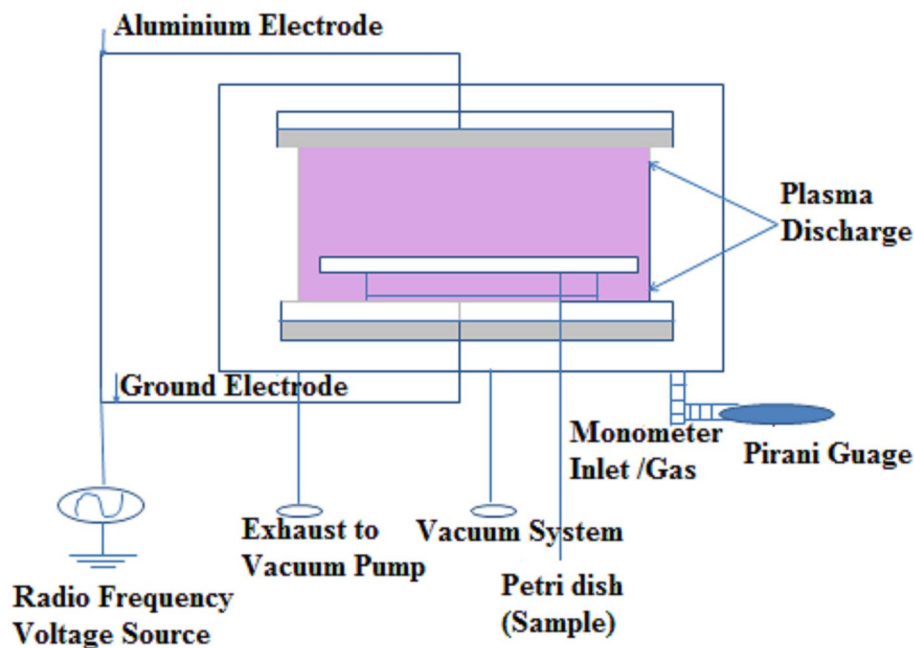 Aluminium Electrode
Plasma
Discharge
Ground Electrode
Monometer
Inlet /Gas
Pirani Guage
Exhaust to
Vacuum Pump
Vacuum System
Petri dish
(Sample)
Radio Frequency
Voltage Source